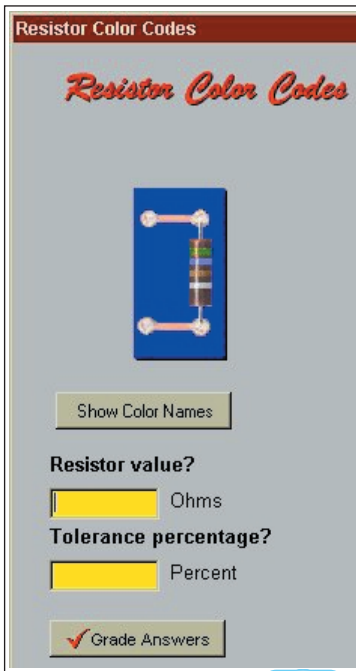 Resistor Color Codes
Resistor Color Codes
Show Color Names
Resistor value?
Ohms
Tolerance percentage?
Percent
Grade Answers